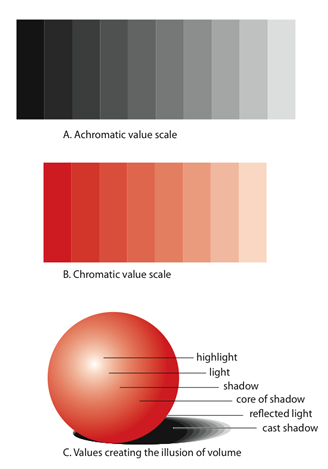 A. Achromatic value scale
B. Chromatic value scale
highlight
light
shadow
core of shadow
reflected light
cast shadow
C. Values creating the illusion of volume